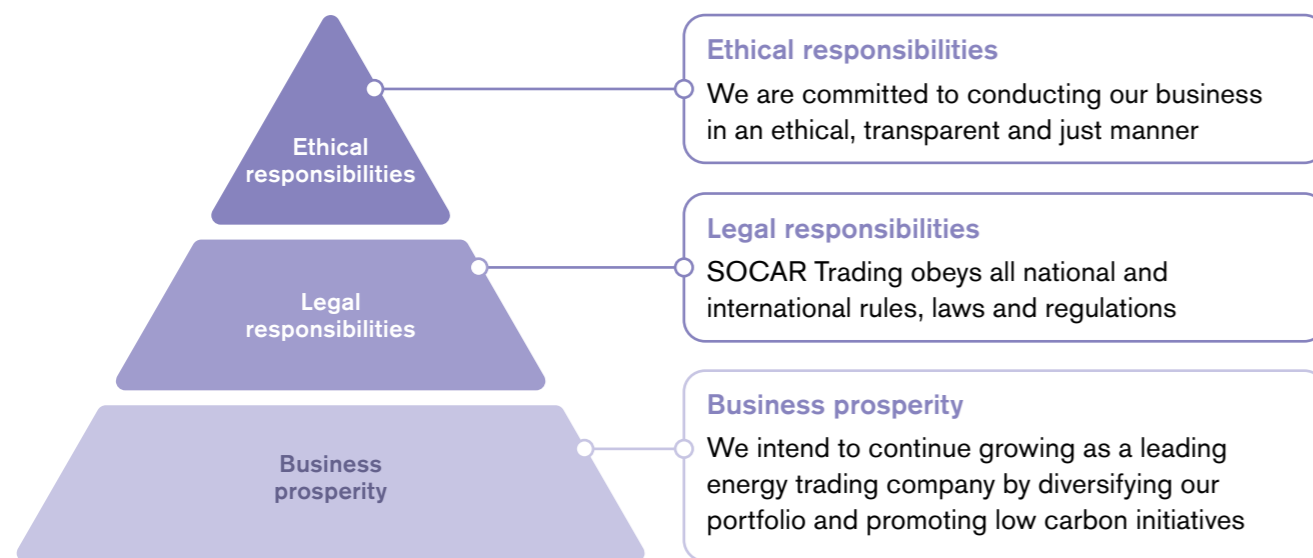 Ethical
responsibilities
Ethical responsibilities
We are committed to conducting our business
in an ethical, transparent and just manner
Legal
responsibilities
Legal responsibilities
SOCAR Trading obeys all national and
international rules, laws and regulations
Business
prosperity
Business prosperity
We intend to continue growing as a leading
energy trading company by diversifying our
portfolio and promoting low carbon initiatives